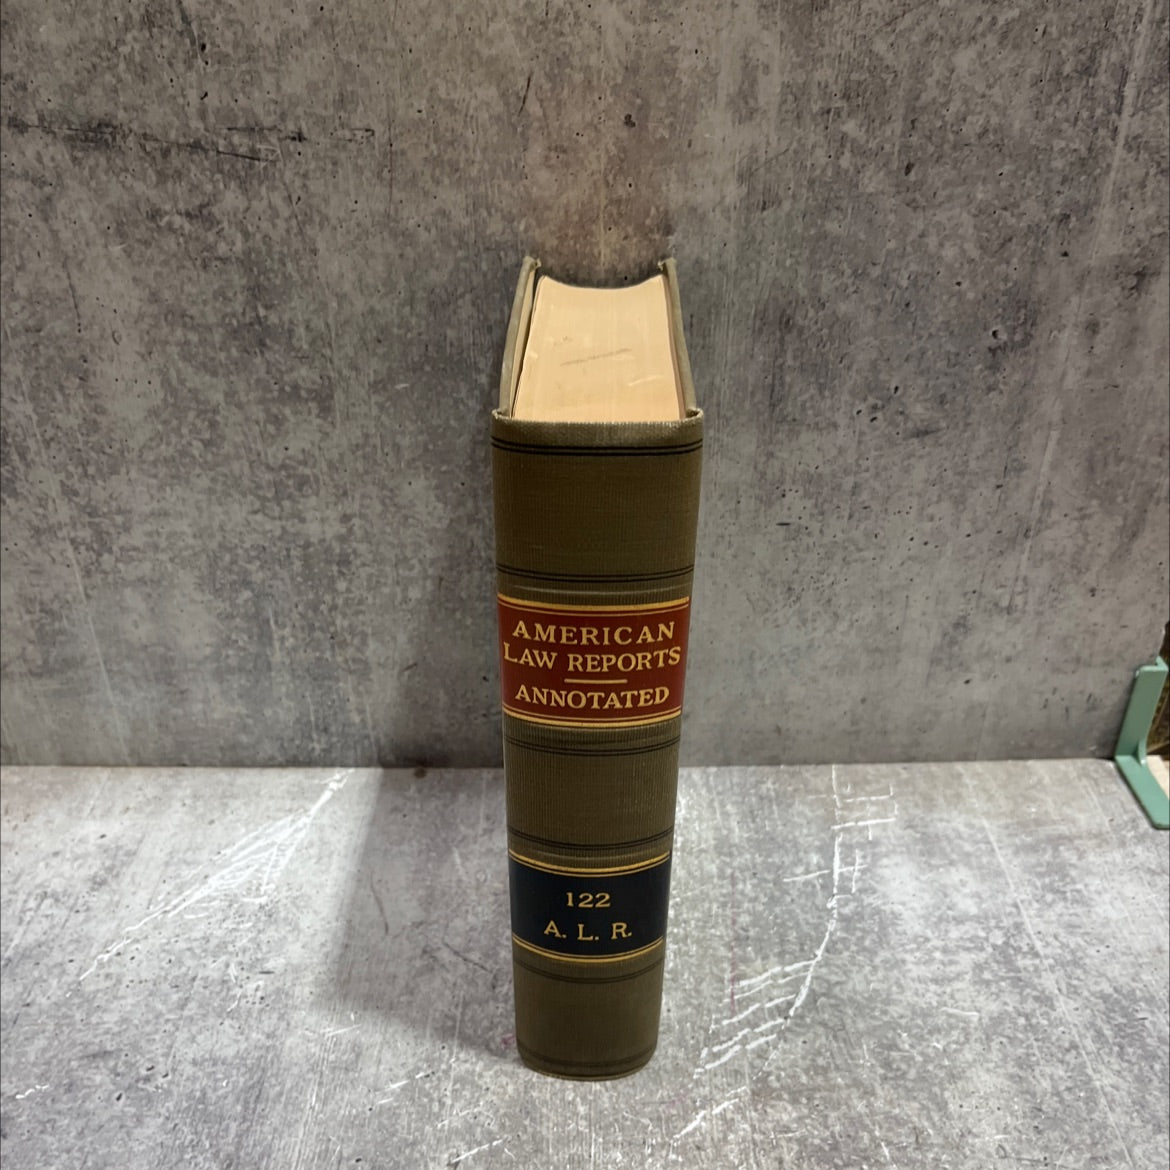 AMERICAN
LAW REPORTS
ANNOTATED
122
A. L. R.